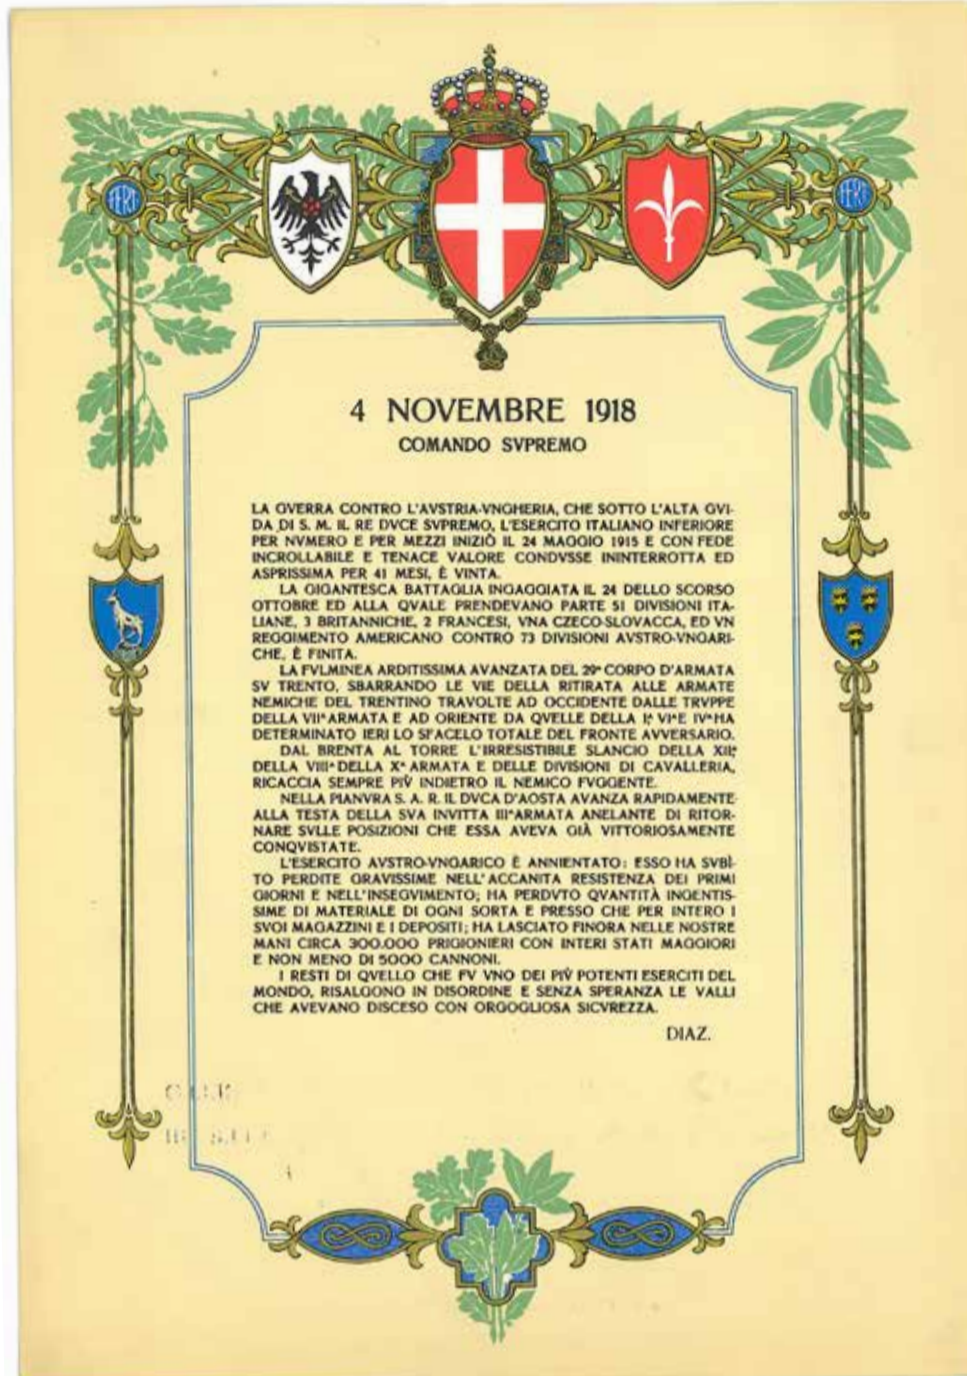 FERT
FERT
4 NOVEMBRE 1918
COMANDO SVPREMO
LA GVERRA CONTRO L'AVSTRIA-VNGHERIA, CHE SOTTO L'ALTA GVI-
DA DI S. M. IL RE DVCE SVPREMO, L'ESERCITO ITALIANO INFERIORE
PER NVMERO E PER MEZZI INIZIÒ IL 24 MAGGIO 1915 E CON FEDE
INCROLLABILE E TENACE VALORE CONDVSSE ININTERROTTA ED
ASPRISSIMA PER 41 MESI, È VINTA.
LA GIGANTESCA BATTAGLIA INGAGGIATA IL 24 DELLO SCORSO
OTTOBRE ED ALLA QVALE PRENDEVANO PARTE 51 DIVISIONI ITA-
LIANE, 3 BRITANNICHE, 2 FRANCESI, VNA CZECO-SLOVACCA, ED VN
REGGIMENTO AMERICANO CONTRO 73 DIVISIONI AVSTRO-VNGARI-
CHE, È FINITA.
LA FVLMINEA ARDITISSIMA AVANZATA DEL 29° CORPO D'ARMATA
SV TRENTO, SBARRANDO LE VIE DELLA RITIRATA ALLE ARMATE
NEMICHE DEL TRENTINO TRAVOLTE AD OCCIDENTE DALLE TRVPPE
DELLA VIIª ARMATA E AD ORIENTE DA QVELLE DELLA Iª VIª E IVª HA
DETERMINATO IERI LO SFACELO TOTALE DEL FRONTE AVVERSARIO.
DAL BRENTA AL TORRE L'IRRESISTIBILE SLANCIO DELLA XIIª
DELLA VIIIª DELLA Xª ARMATA E DELLE DIVISIONI DI CAVALLERIA,
RICACCIA SEMPRE PIÙ INDIETRO IL NEMICO FVGGENTE.
NELLA PIANVRA S. A. R. IL DVCA D'AOSTA AVANZA RAPIDAMENTE
ALLA TESTA DELLA SVA INVITTA IIIª ARMATA ANELANTE DI RITOR-
NARE SVLLE POSIZIONI CHE ESSA AVEVA GIÀ VITTORIOSAMENTE
CONQVISTATE.
L'ESERCITO AVSTRO-VNGARICO È ANNIENTATO: ESSO HA SVBÌ-
TO PERDITE GRAVISSIME NELL'ACCANITA RESISTENZA DEI PRIMI
GIORNI E NELL'INSEGVIMENTO; HA PERDVTO QVANTITÀ INGENTIS-
SIME DI MATERIALE DI OGNI SORTA E PRESSO CHE PER INTERO I
SVOI MAGAZZINI E I DEPOSITI; HA LASCIATO FINORA NELLE NOSTRE
MANI CIRCA 300.000 PRIGIONIERI CON INTERI STATI MAGGIORI
E NON MENO DI 5000 CANNONI.
I RESTI DI QVELLO CHE FV VNO DEI PIÙ POTENTI ESERCITI DEL
MONDO, RISALGONO IN DISORDINE E SENZA SPERANZA LE VALLI
CHE AVEVANO DISCESO CON ORGOGLIOSA SICVREZZA.
DIAZ.